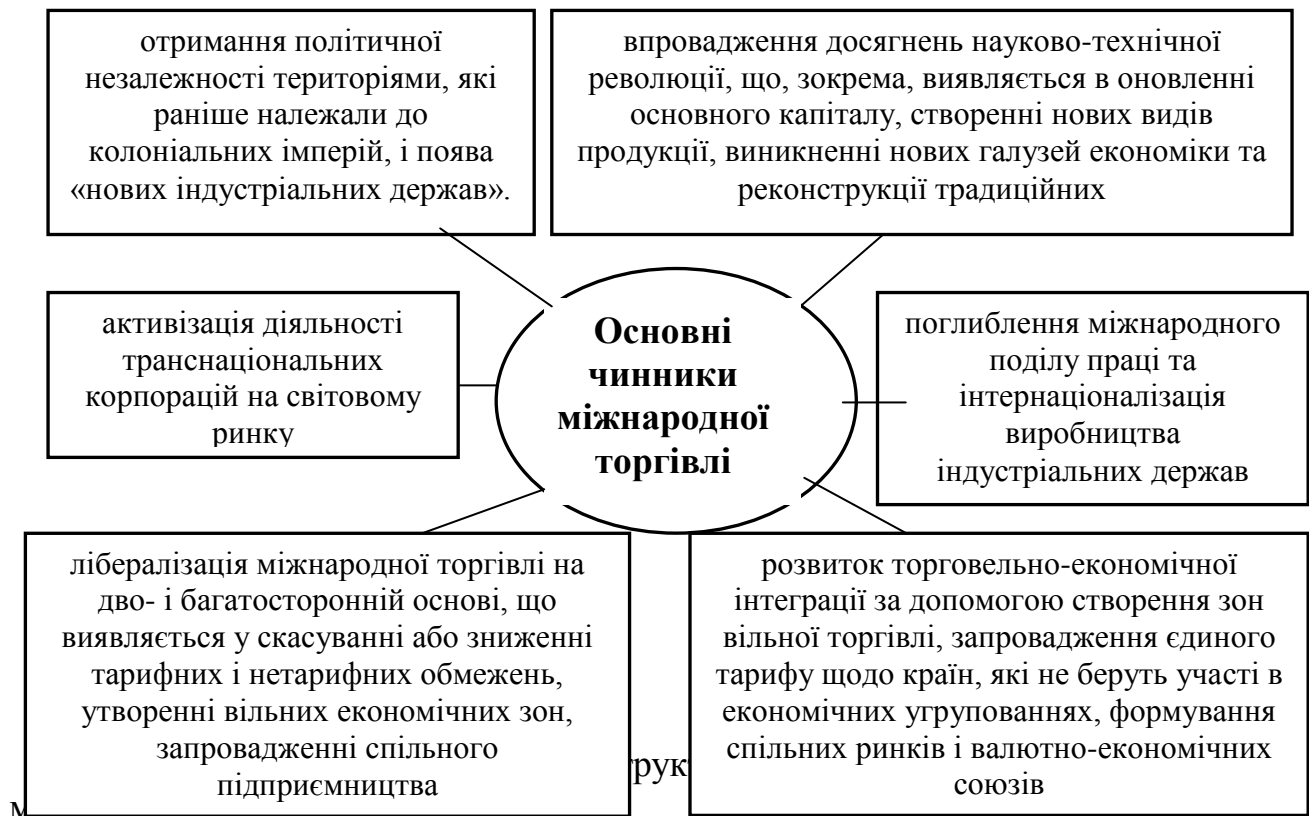 отримання політичної
незалежності територіями, які
раніше належали до
колоніальних імперій, і поява
«нових індустріальних держав».
впровадження досягнень науково-технічної
революції, що, зокрема, виявляється в оновленні
основного капіталу, створенні нових видів
продукції, виникненні нових галузей економіки та
реконструкції традиційних
активізація діяльності
транснаціональних
корпорацій на світовому
ринку
Основні
чинники
міжнародної
торгівлі
поглиблення міжнародного
поділу праці та
інтернаціоналізація
виробництва
індустріальних держав
лібералізація міжнародної торгівлі на
дво- і багатосторонній основі, що
виявляється у скасуванні або зниженні
тарифних і нетарифних обмежень,
утворенні вільних економічних зон,
запровадженні спільного
підприємництва
розвиток торговельно-економічної
інтеграції за допомогою створення зон
вільної торгівлі, запровадження єдиного
тарифу щодо країн, які не беруть участі в
економічних угрупованнях, формування
спільних ринків і валютно-економічних
союзів